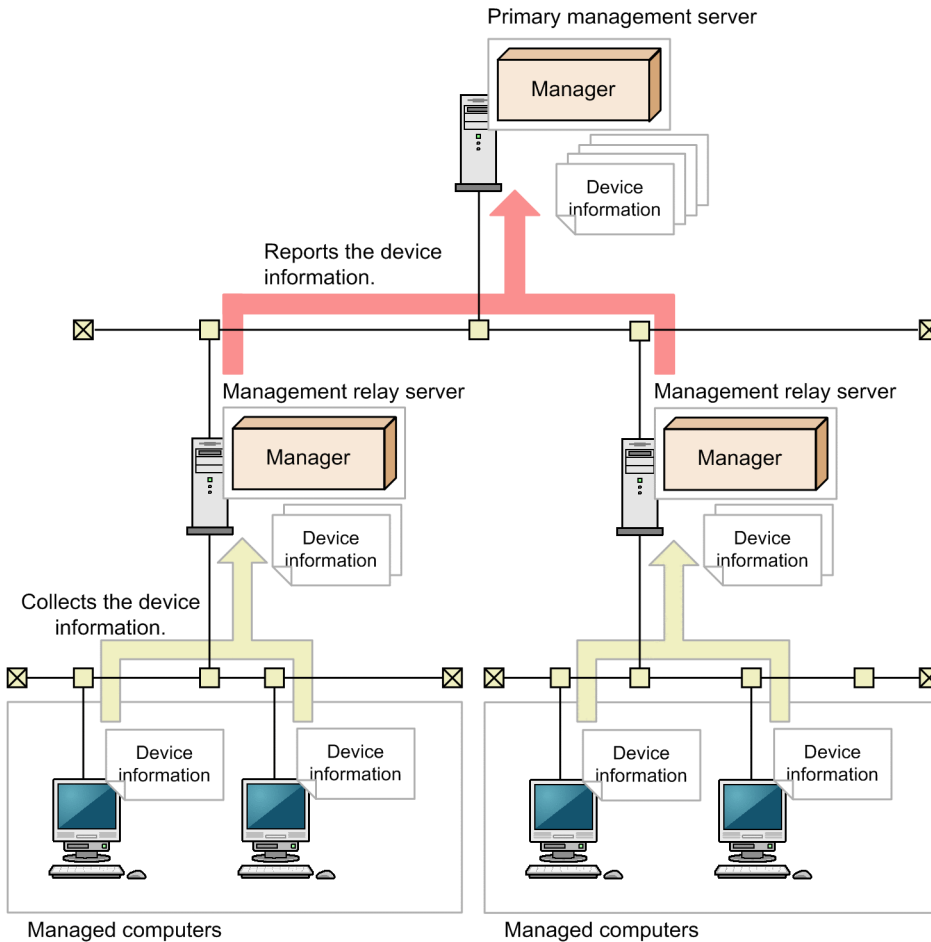 Primary management server
Manager
Device
information
Reports the device
information.
Management relay server
Manager
Device
information
Management relay server
Manager
Device
information
Collects the device
information.
Device
information
Device
information
Device
information
Device
information
Managed computers
Managed computers